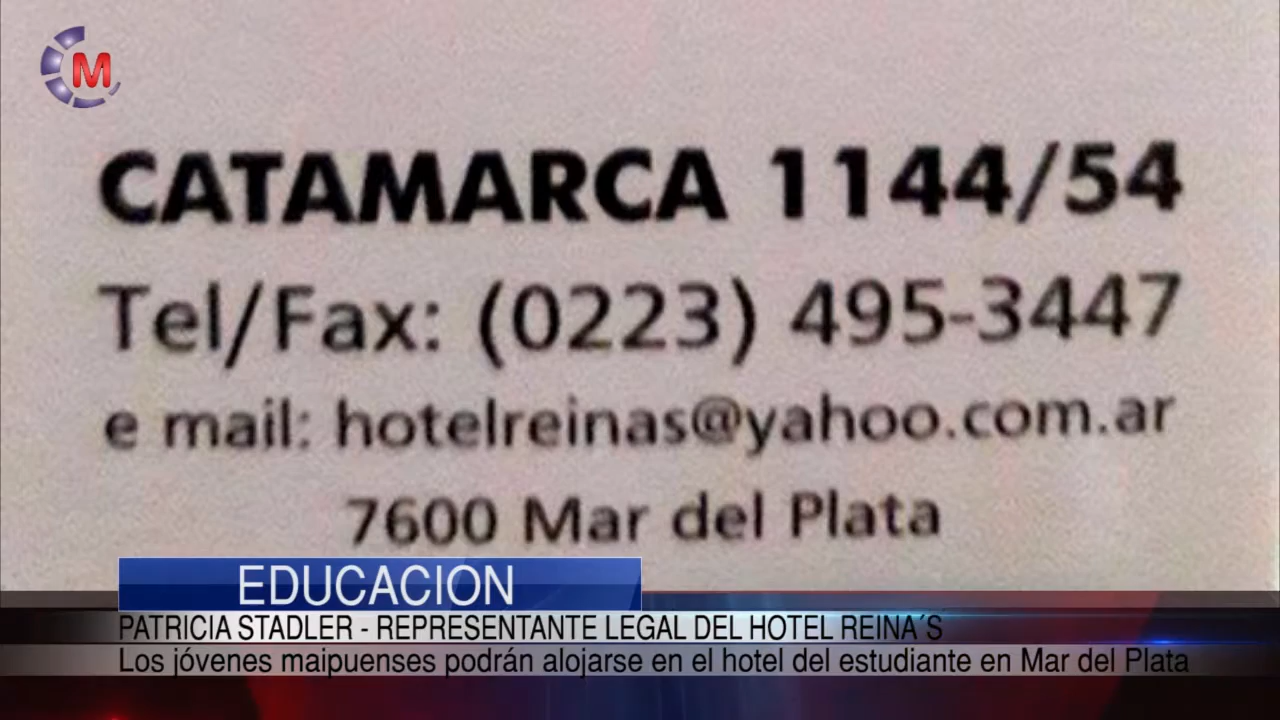 M
CATAMARCA 1144/54
Tel/Fax: (0223) 495-3447
e mail: hotelreinas@yahoo.com.ar
7600 Mar del Plata
EDUCACION
PATRICIA STADLER - REPRESENTANTE LEGAL DEL HOTEL REINA´S
Los jóvenes maipuenses podrán alojarse en el hotel del estudiante en Mar del Plata